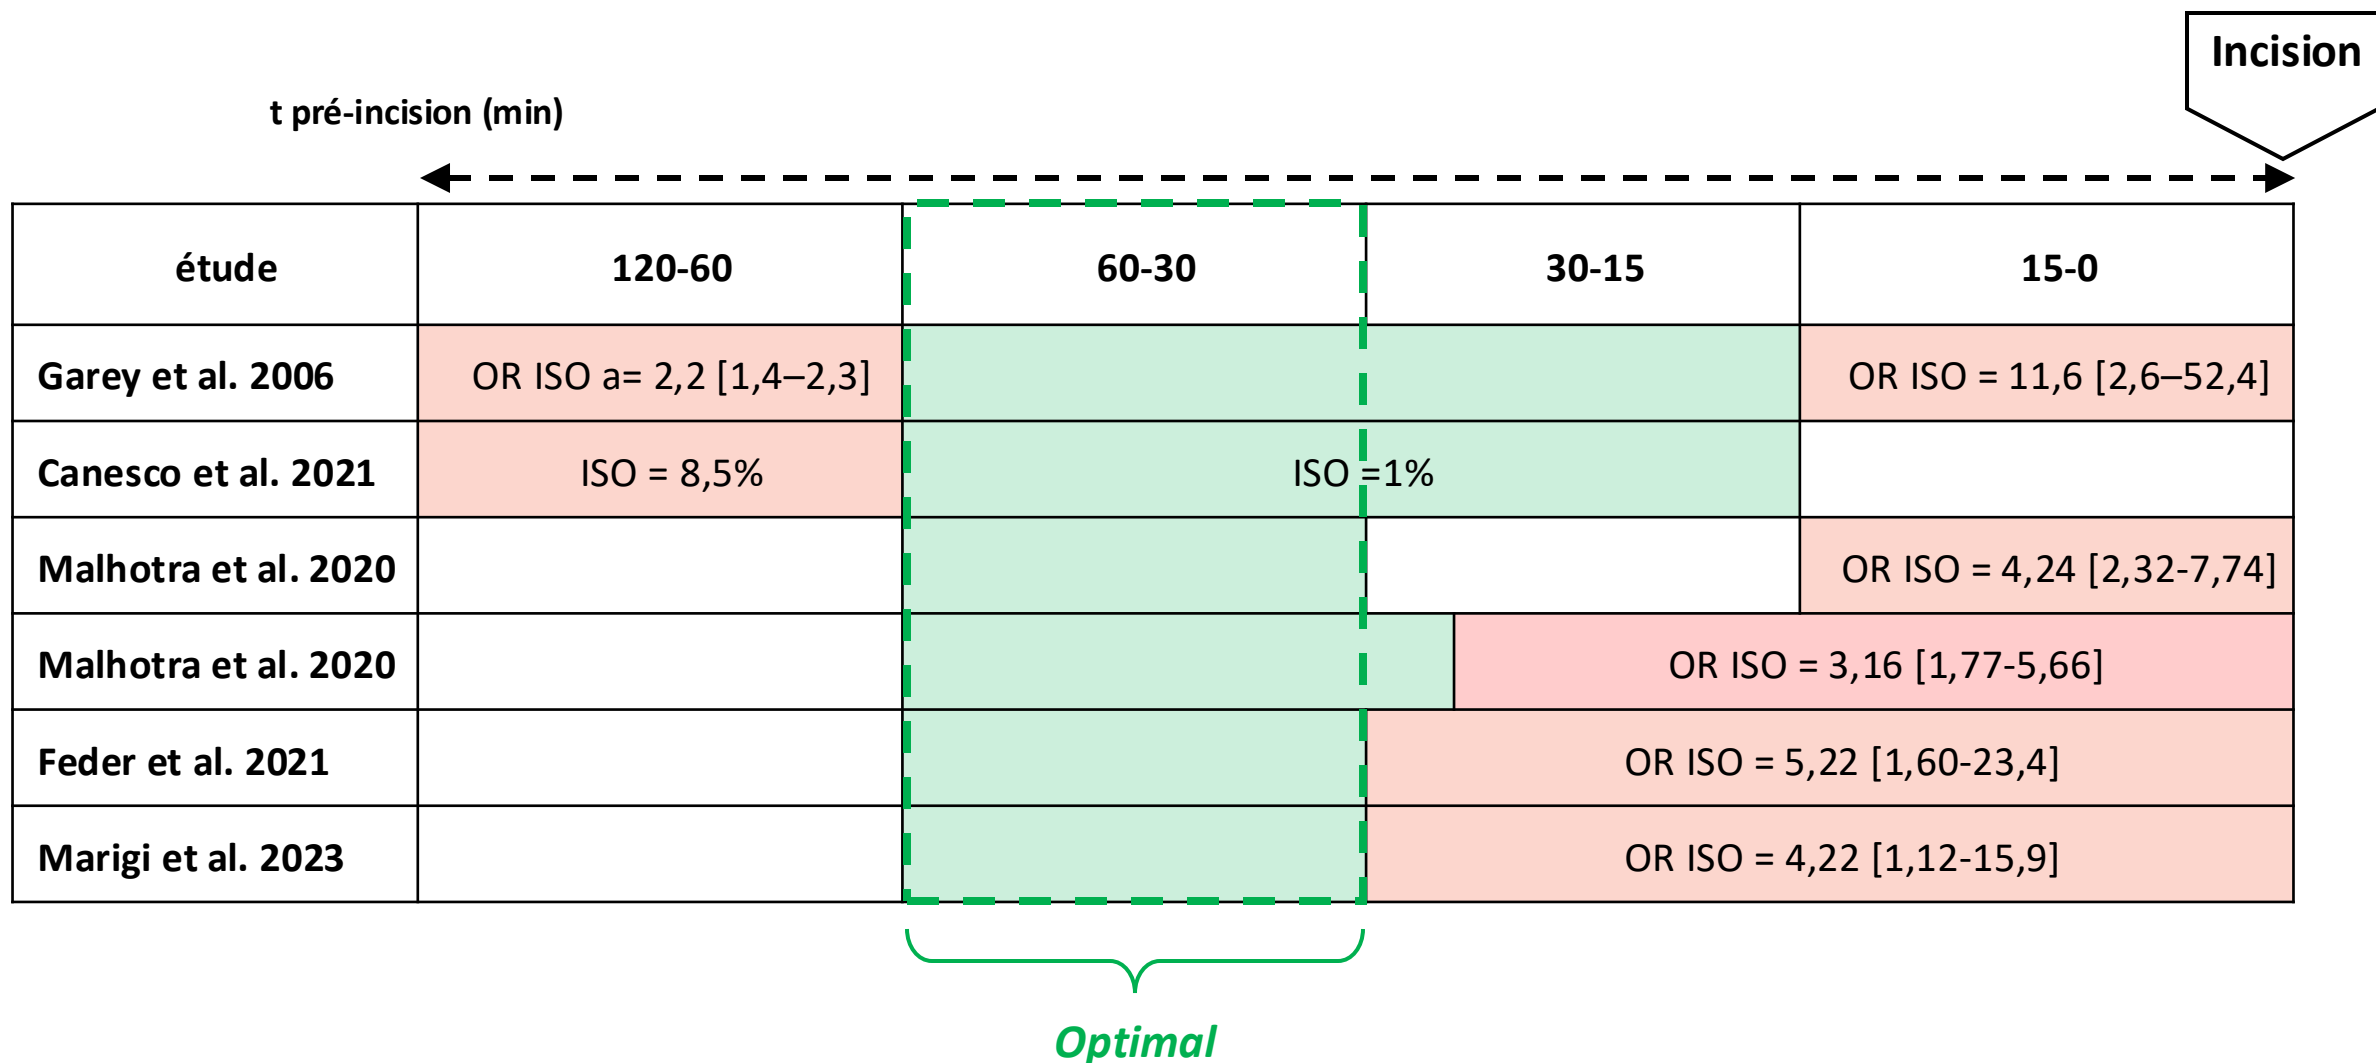 Incision
t pré-incision (min)
étude 120-60 60-30 30-15 15-0
Garey et al. 2006 OR ISO a= 2,2 [1,4–2,3] OR ISO = 11,6 [2,6–52,4]
Canesco et al. 2021 ISO = 8,5% ISO =1%
Malhotra et al. 2020 OR ISO = 4,24 [2,32-7,74]
Malhotra et al. 2020 OR ISO = 3,16 [1,77-5,66]
Feder et al. 2021 OR ISO = 5,22 [1,60-23,4]
Marigi et al. 2023 OR ISO = 4,22 [1,12-15,9]
Optimal